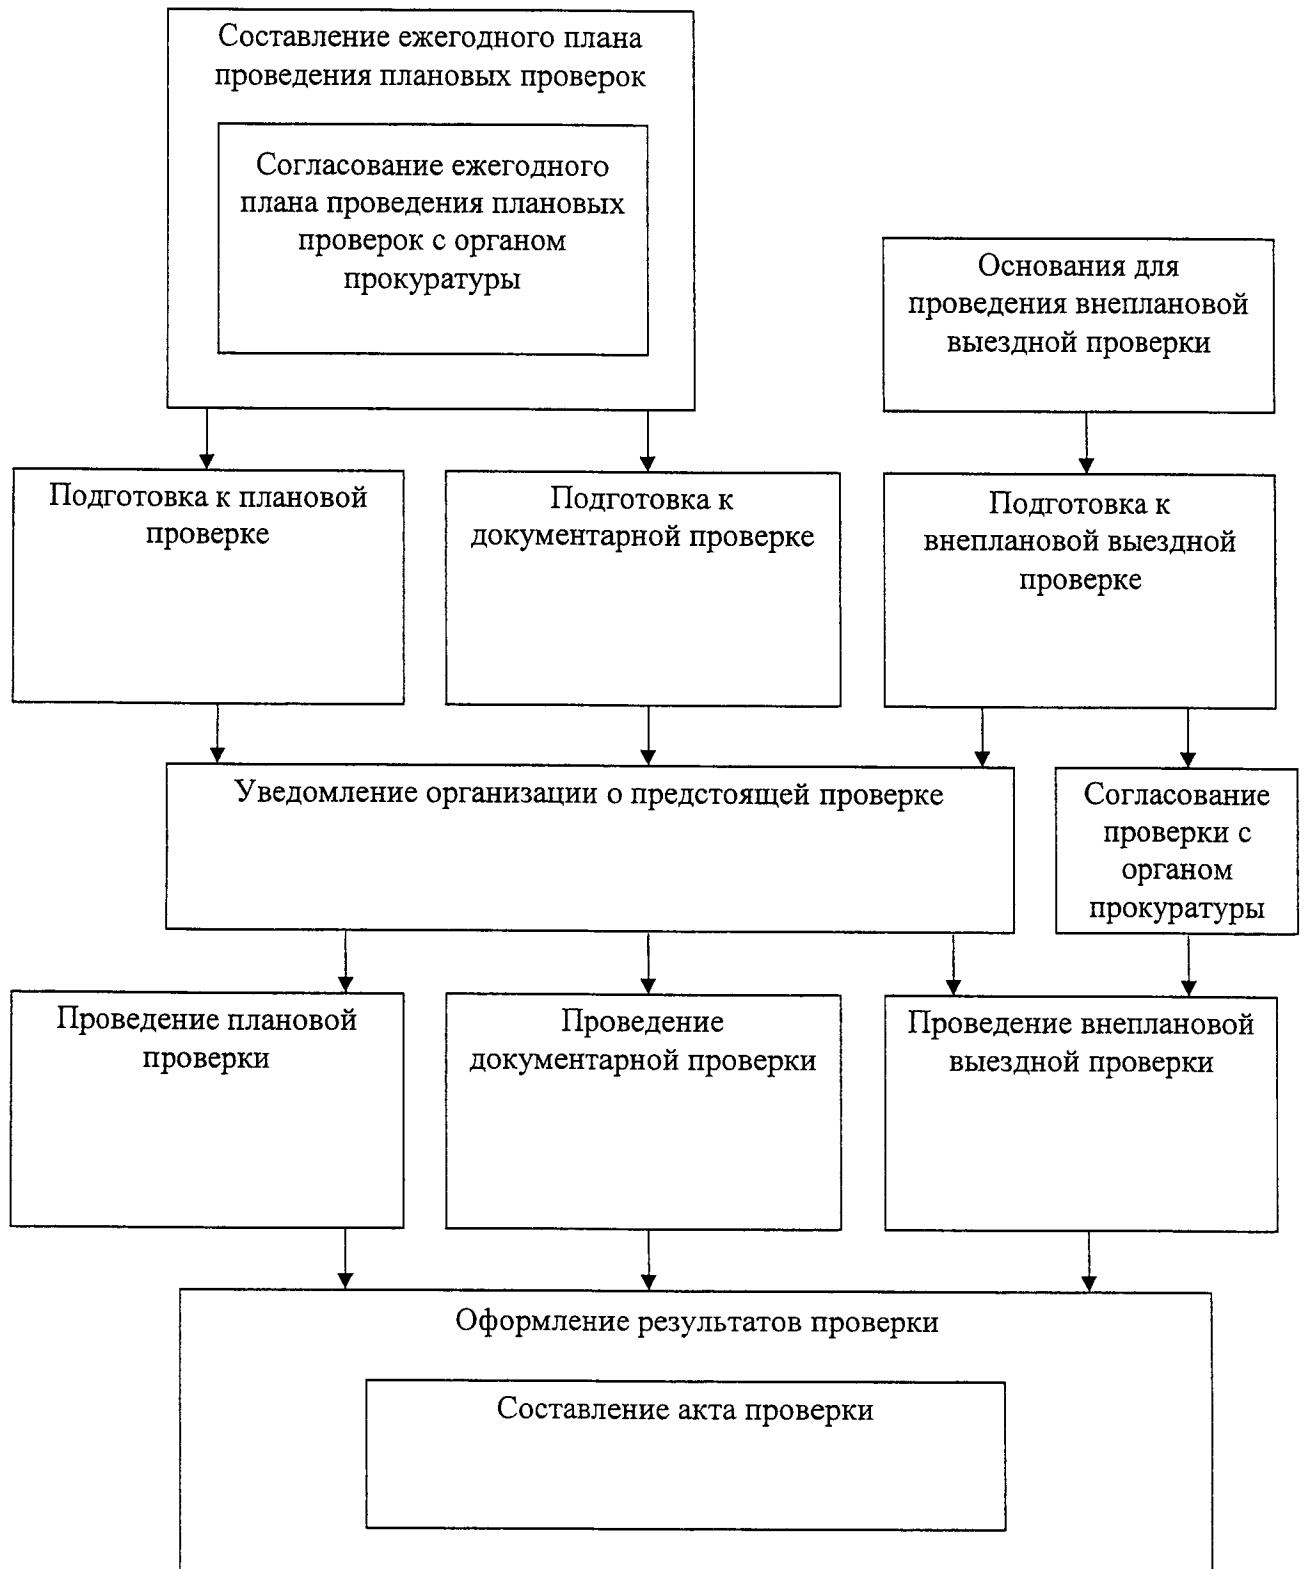 Составление ежегодного плана
проведения плановых проверок
Согласование ежегодного
плана проведения плановых
проверок с органом
прокуратуры
Основания для
проведения внеплановой
выездной проверки
Подготовка к плановой
проверке
Подготовка к
документарной проверке
Подготовка к
внеплановой выездной
проверке
Уведомление организации о предстоящей проверке
Согласование
проверки с
органом
прокуратуры
Проведение плановой
проверки
Проведение
документарной проверки
Проведение внеплановой
выездной проверки
Оформление результатов проверки
Составление акта проверки